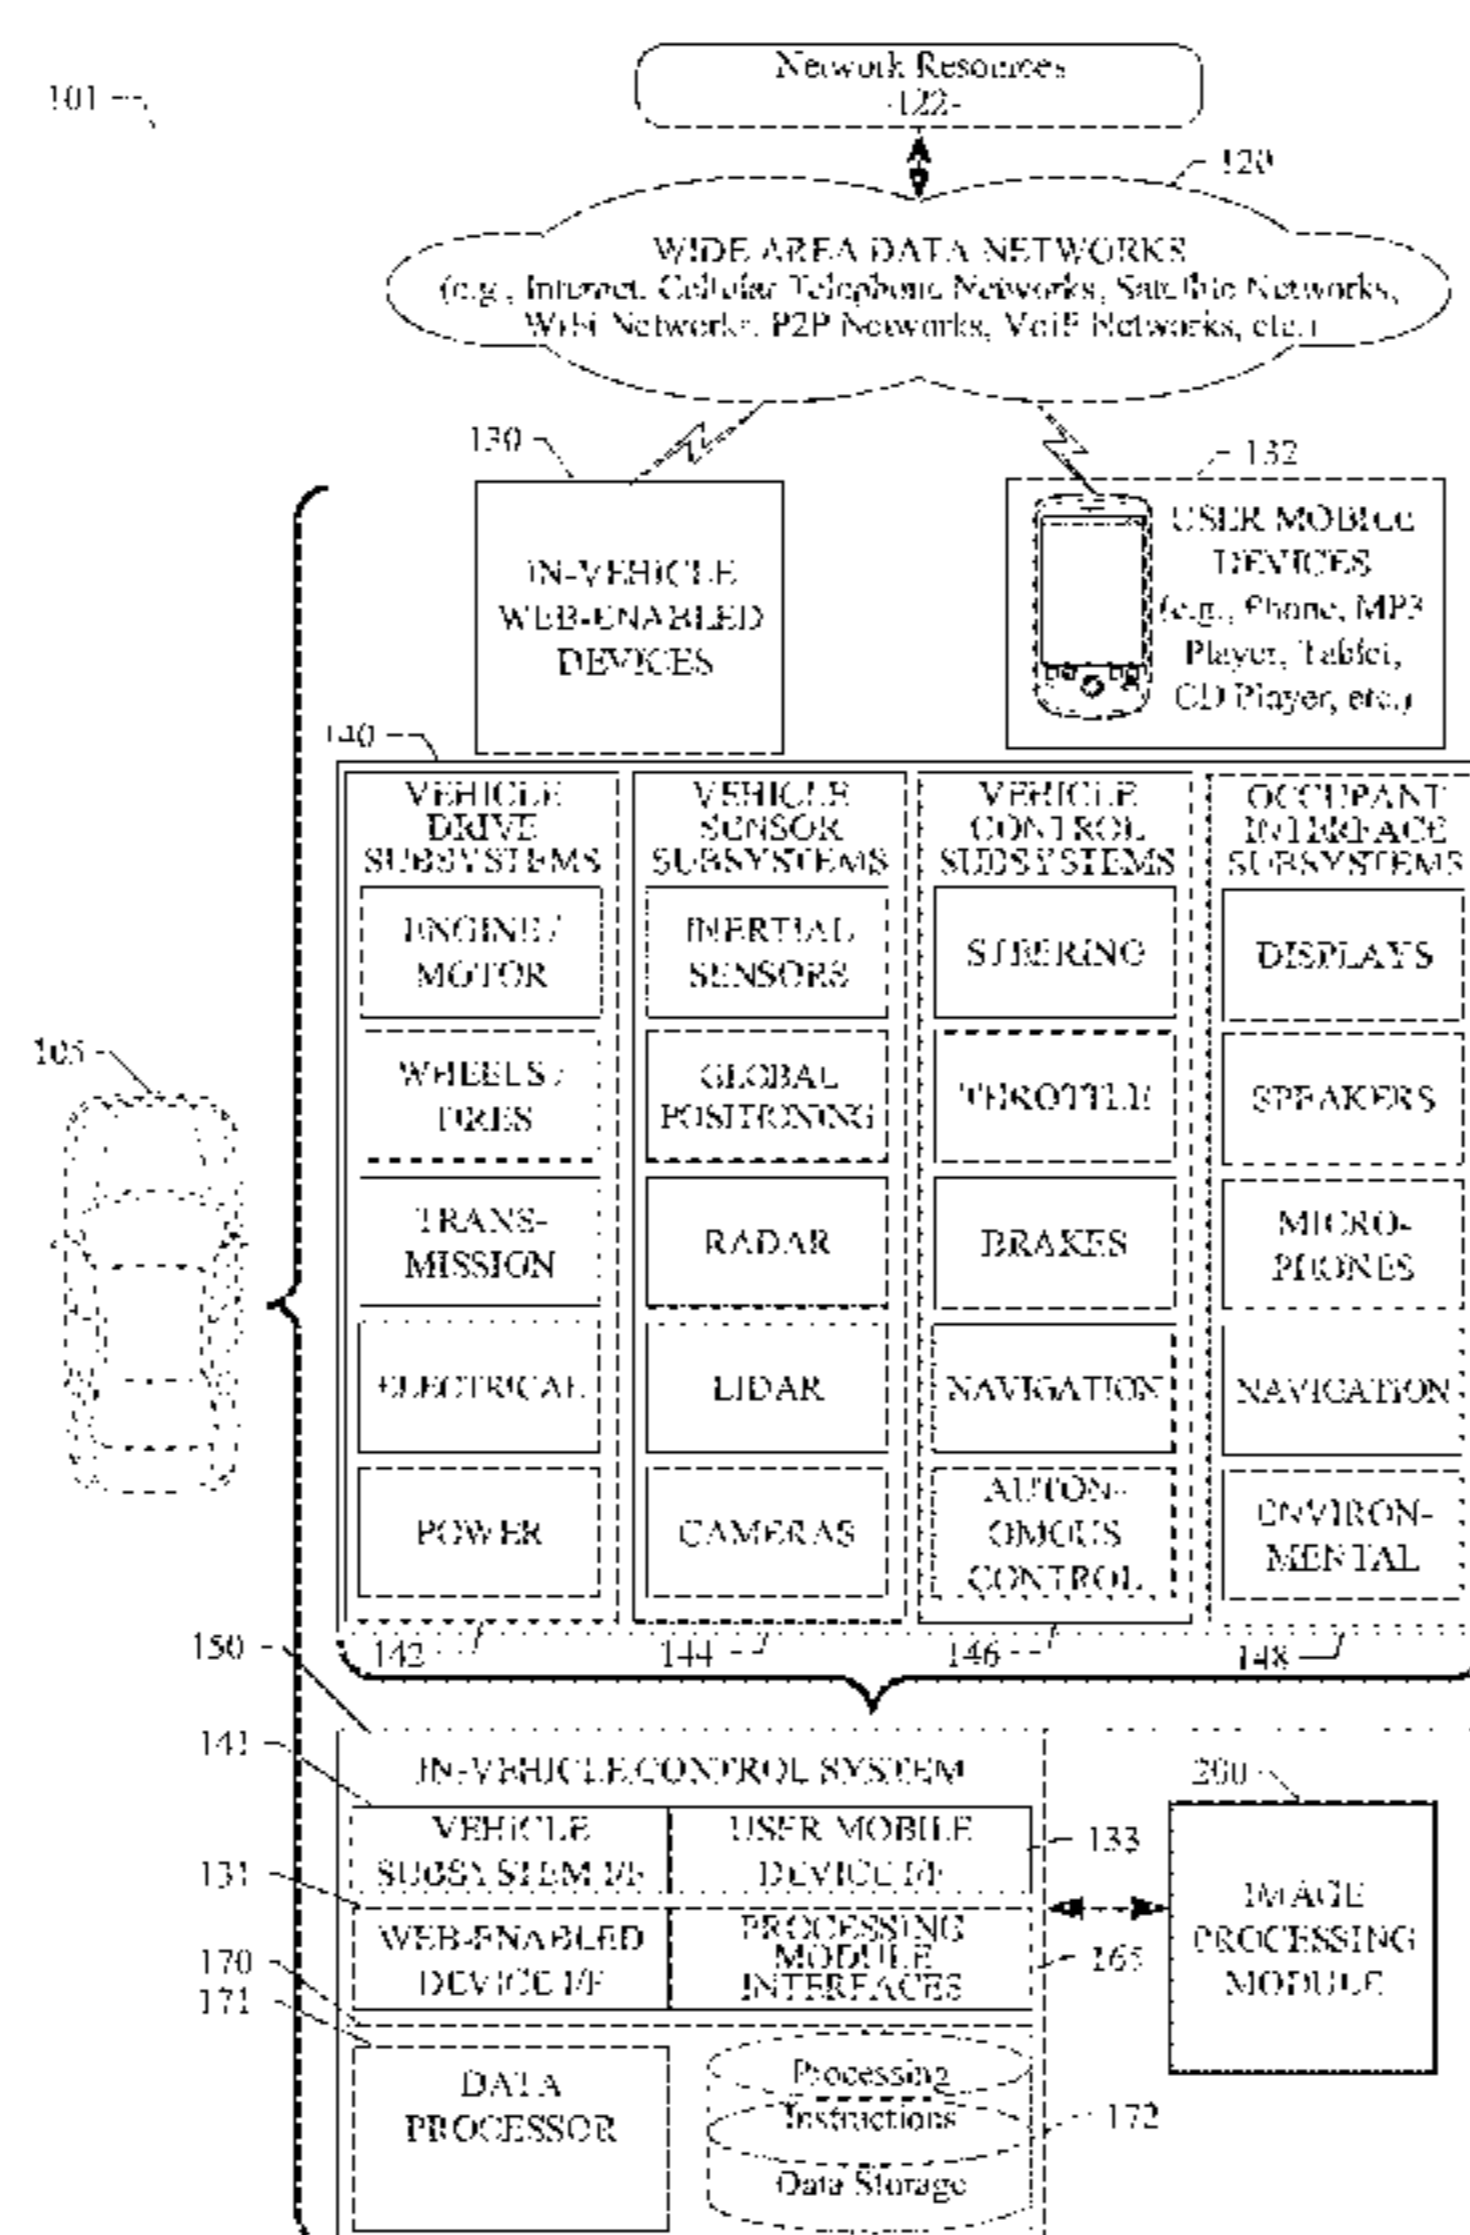 101
Network Resources
-122-
120
WIDE AREA DATA NETWORKS
(e.g., Internet, Cellular Telephone Networks, Satellite Networks,
WiFi Networks, P2P Networks, VoiP Networks, etc.)
130
132
IN-VEHICLE
WEB-ENABLED
DEVICES
USER MOBILE
DEVICES
(e.g., Phone, MP3
Player, Tablet,
CD Player, etc.)
140
VEHICLE
DRIVE
SUBSYSTEMS
ENGINE /
MOTOR
WHEELS /
TIRES
TRANS-
MISSION
ELECTRICAL
POWER
142
VEHICLE
SENSOR
SUBSYSTEMS
INERTIAL
SENSORS
GLOBAL
POSITIONING
RADAR
LIDAR
CAMERAS
144
VEHICLE
CONTROL
SUBSYSTEMS
STEERING
THROTTLE
BRAKES
NAVIGATION
AUTON-
OMOUS
CONTROL
146
OCCUPANT
INTERFACE
SUBSYSTEMS
DISPLAYS
SPEAKERS
MICRO-
PHONES
NAVIGATION
ENVIRON-
MENTAL
148
105
150
IN-VEHICLE CONTROL SYSTEM
141
VEHICLE
SUBSYSTEM I/F
USER MOBILE
DEVICE I/F
133
131
WEB-ENABLED
DEVICE I/F
PROCESSING
MODULE
INTERFACES
165
170
171
DATA
PROCESSOR
Processing
Instructions
Data Storage
172
200
IMAGE
PROCESSING
MODULE